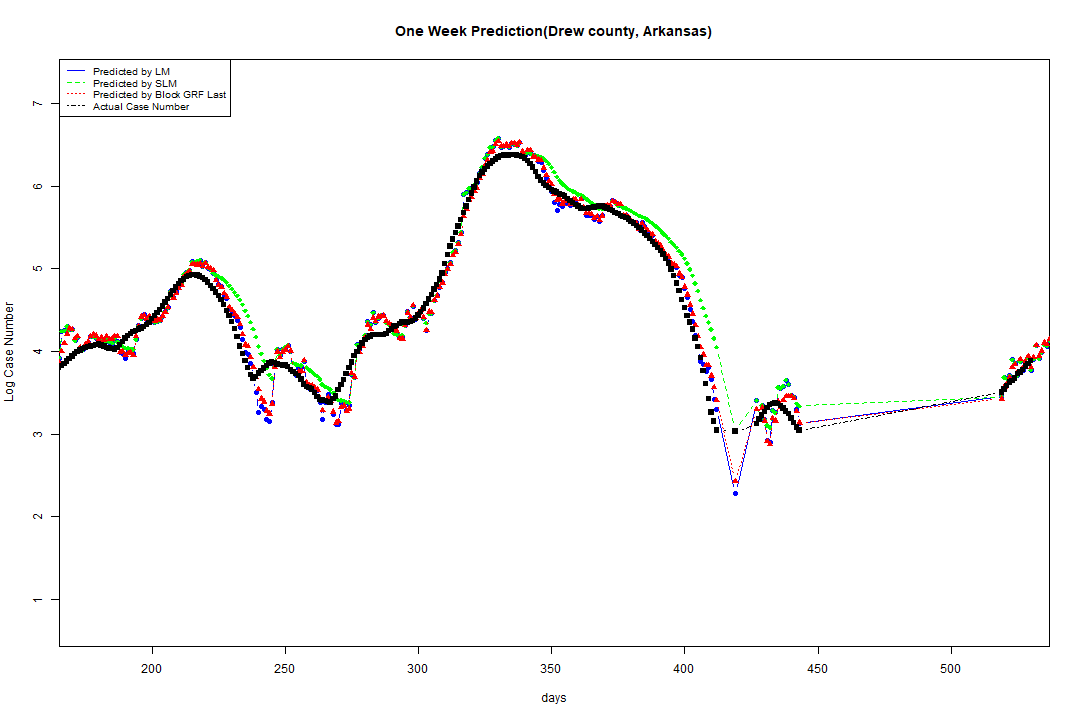 One Week Prediction(Drew county, Arkansas)
Predicted by LM
Predicted by SLM
Predicted by Block GRF Last
Actual Case Number
Log Case Number
7
6
5
4
3
2
1
200 250 300 350 400 450 500
days